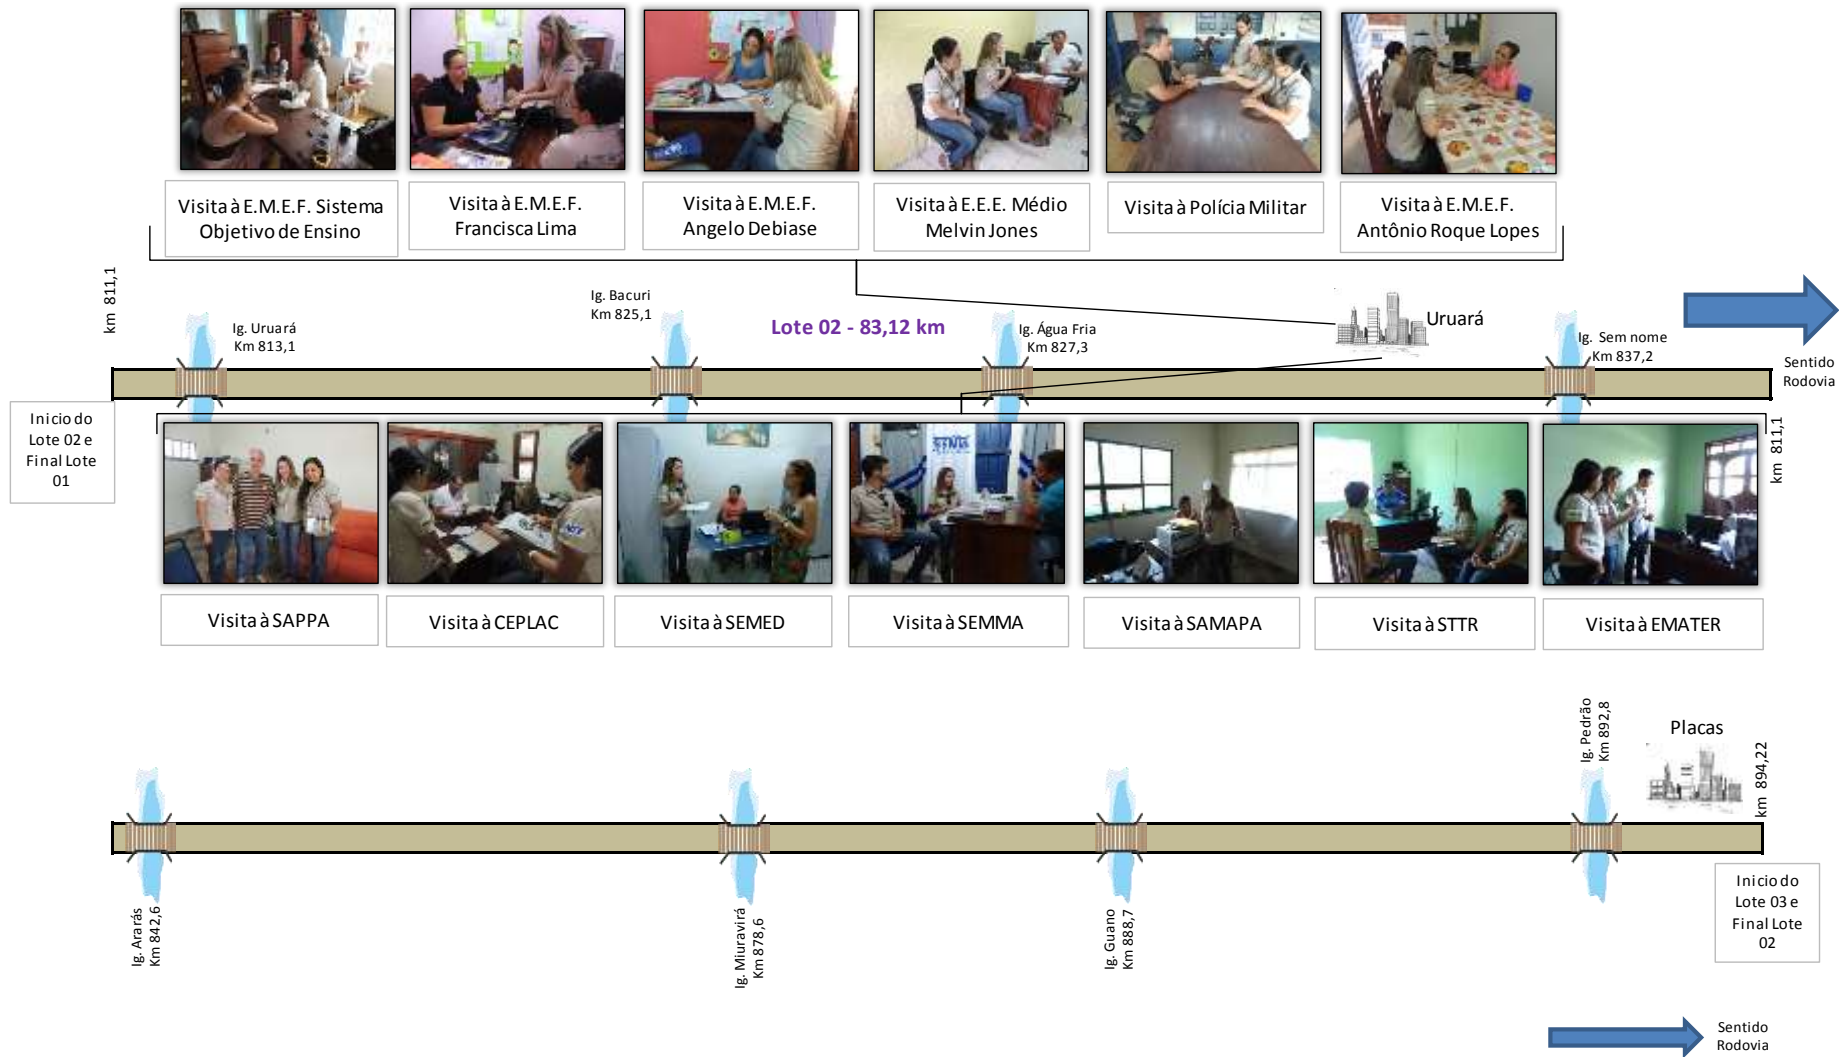 Visita à E.M.E.F. Sistema
Objetivo de Ensino
Visita à E.M.E.F.
Francisca Lima
Visita à E.M.E.F.
Angelo Debiase
Visita à E.E.E. Médio
Melvin Jones
Visita à Polícia Militar
Visita à E.M.E.F.
Antônio Roque Lopes
km 811,1
Ig. Uruará
Km 813,1
Ig. Bacuri
Km 825,1
Lote 02 - 83,12 km
Ig. Água Fria
Km 827,3
Uruará
Ig. Sem nome
Km 837,2
Sentido
Rodovia
Inicio do
Lote 02 e
Final Lote
01
km 811,1
Visita à SAPPA
Visita à CEPLAC
Visita à SEMED
Visita à SEMMA
Visita à SAMAPA
Visita à STTR
Visita à EMATER
Ig. Pedrão
Km 892,8
Placas
km 894,22
Ig. Ararás
Km 842,6
Ig. Miuravirá
Km 878,6
Ig. Guano
Km 888,7
Inicio do
Lote 03 e
Final Lote
02
Sentido
Rodovia